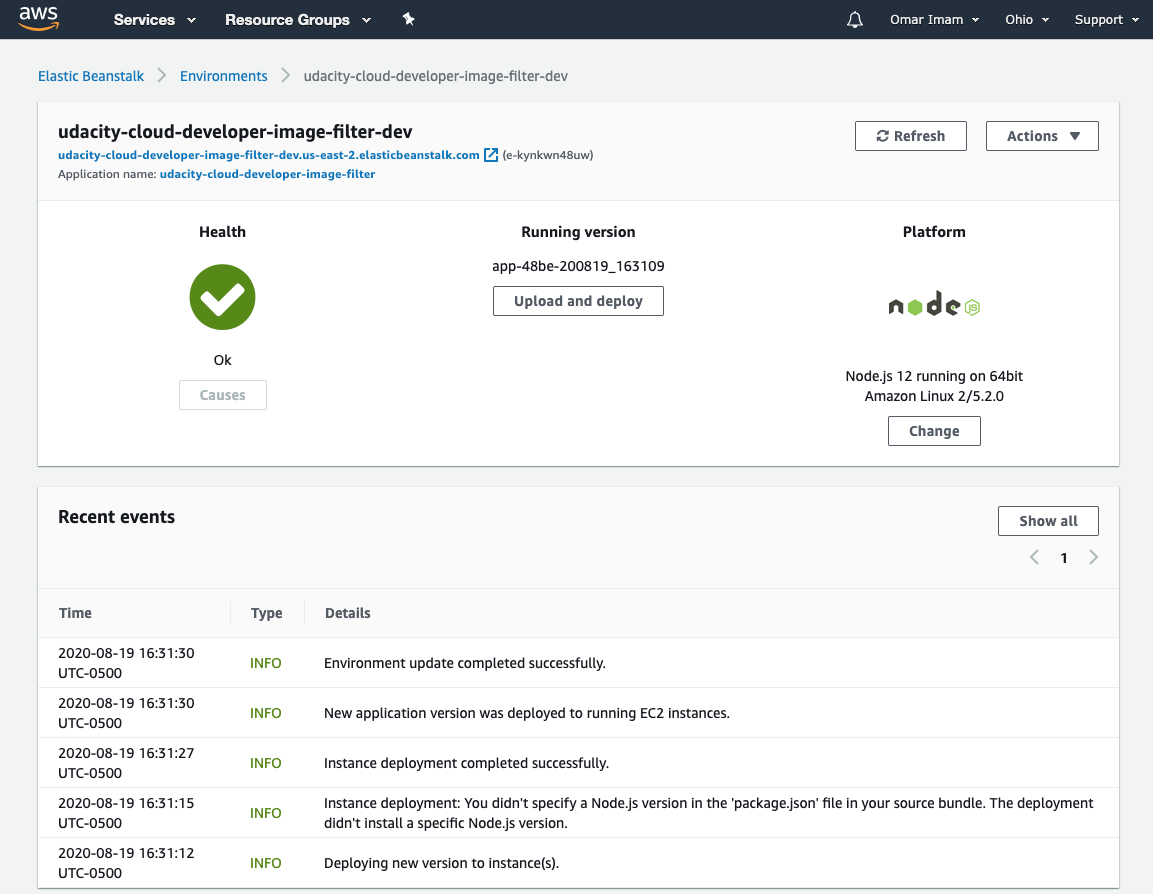 aws Services Resource Groups Omar Imam Ohio Support
Elastic Beanstalk Environments udacity-cloud-developer-image-filter-dev
udacity-cloud-developer-image-filter-dev
Refresh Actions
udacity-cloud-developer-image-filter-dev.us-east-2.elasticbeanstalk.com (e-kynkwn48uw)
Application name: udacity-cloud-developer-image-filter
Health Running version Platform
app-48be-200819_163109
Upload and deploy
node JS
Ok
Node.js 12 running on 64bit
Amazon Linux 2/5.2.0
Causes
Change
Recent events
Show all
1
Time Type Details
2020-08-19 16:31:30
UTC-0500
INFO Environment update completed successfully.
2020-08-19 16:31:30
UTC-0500
INFO New application version was deployed to running EC2 instances.
2020-08-19 16:31:27
UTC-0500
INFO Instance deployment completed successfully.
2020-08-19 16:31:15
UTC-0500
INFO Instance deployment: You didn't specify a Node.js version in the 'package.json' file in your source bundle. The deployment
didn't install a specific Node.js version.
2020-08-19 16:31:12
UTC-0500
INFO Deploying new version to instance(s).